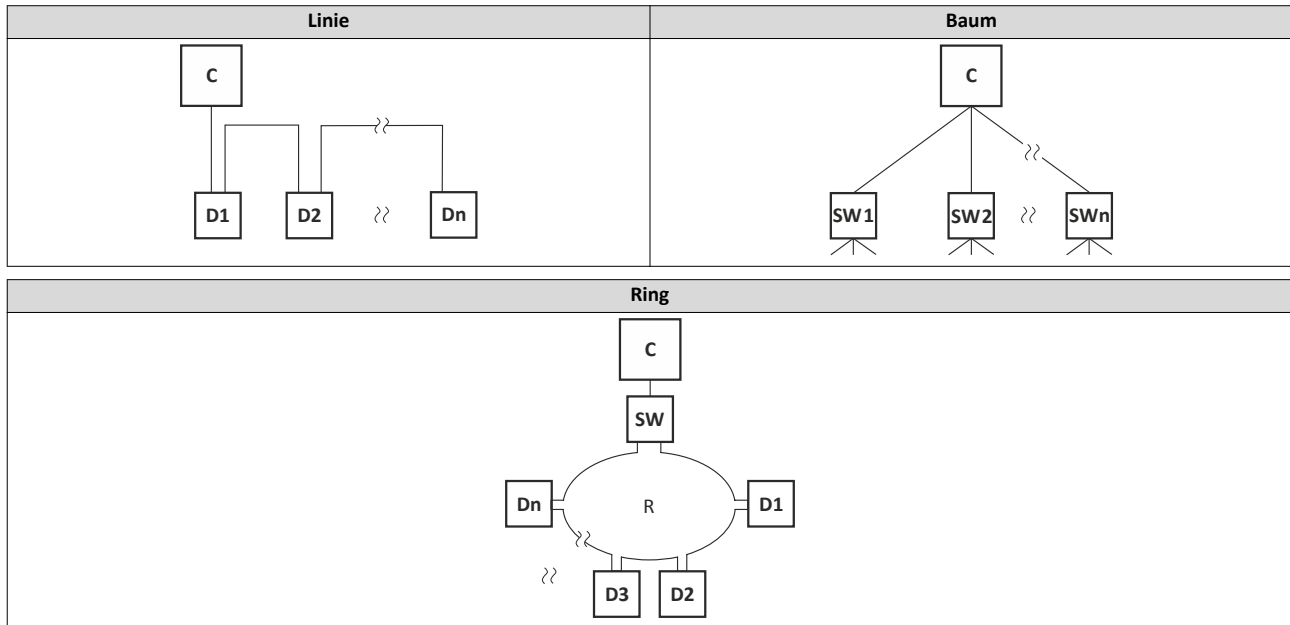 Linie
Baum
C
D1 D2 Dn
C
SW1 SW2 SWn
Ring
C
SW
Dn R D1
D3 D2